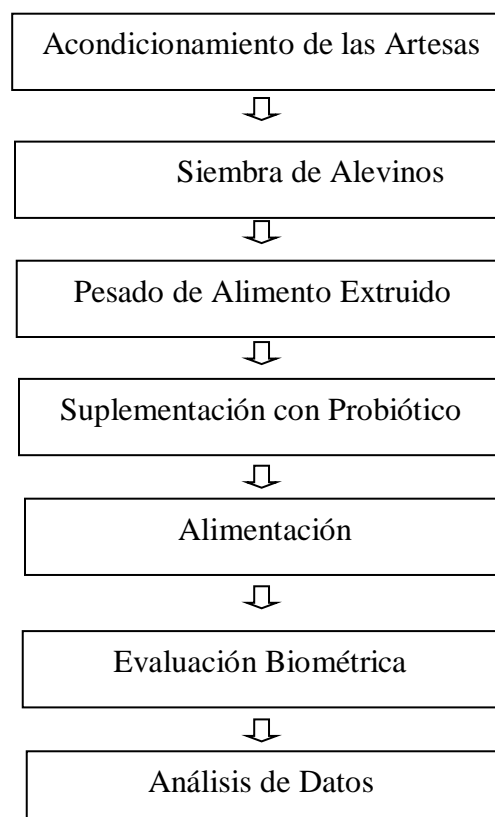 Acondicionamiento de las Artesas
Siembra de Alevinos
Pesado de Alimento Extruido
Suplementación con Probiótico
Alimentación
Evaluación Biométrica
Análisis de Datos